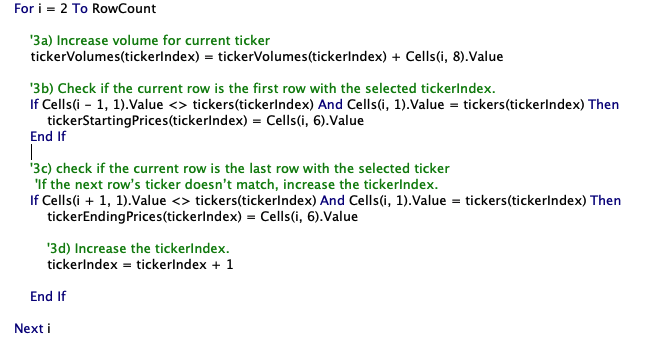 For i = 2 To RowCount
'3a) Increase volume for current ticker
tickerVolumes(tickerIndex) = tickerVolumes(tickerIndex) + Cells(i, 8).Value
'3b) Check if the current row is the first row with the selected tickerIndex.
If Cells(i - 1, 1).Value <> tickers(tickerIndex) And Cells(i, 1).Value = tickers(tickerIndex) Then
tickerStartingPrices(tickerIndex) = Cells(i, 6).Value
End If
'3c) check if the current row is the last row with the selected ticker
'If the next row's ticker doesn't match, increase the tickerIndex.
If Cells(i + 1, 1).Value <> tickers(tickerIndex) And Cells(i, 1).Value = tickers(tickerIndex) Then
tickerEndingPrices(tickerIndex) = Cells(i, 6).Value
'3d) Increase the tickerIndex.
tickerIndex = tickerIndex + 1
End If
Next i